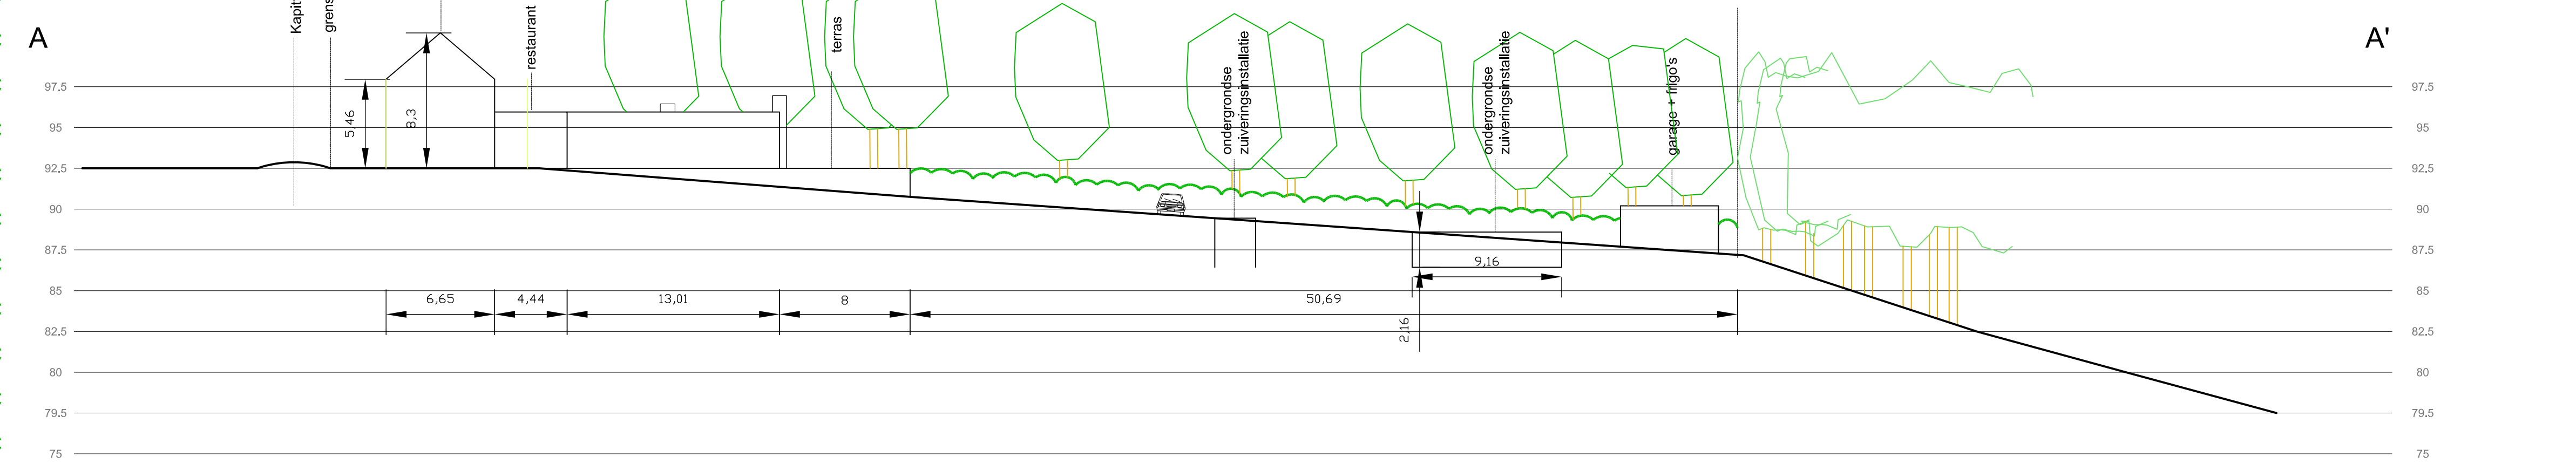 A
A'
Kapit
grens
restaurant
terras
ondergrondse
zuiveringsinstallatie
ondergrondse
zuiveringsinstallatie
garage + frigo's
97.5
97.5
95
95
92.5
92.5
90
90
87.5
87.5
85
85
82.5
82.5
80
80
79.5
79.5
75
75
5,46
8,3
9,16
6,65
4,44
13,01
8
50,69
2,16